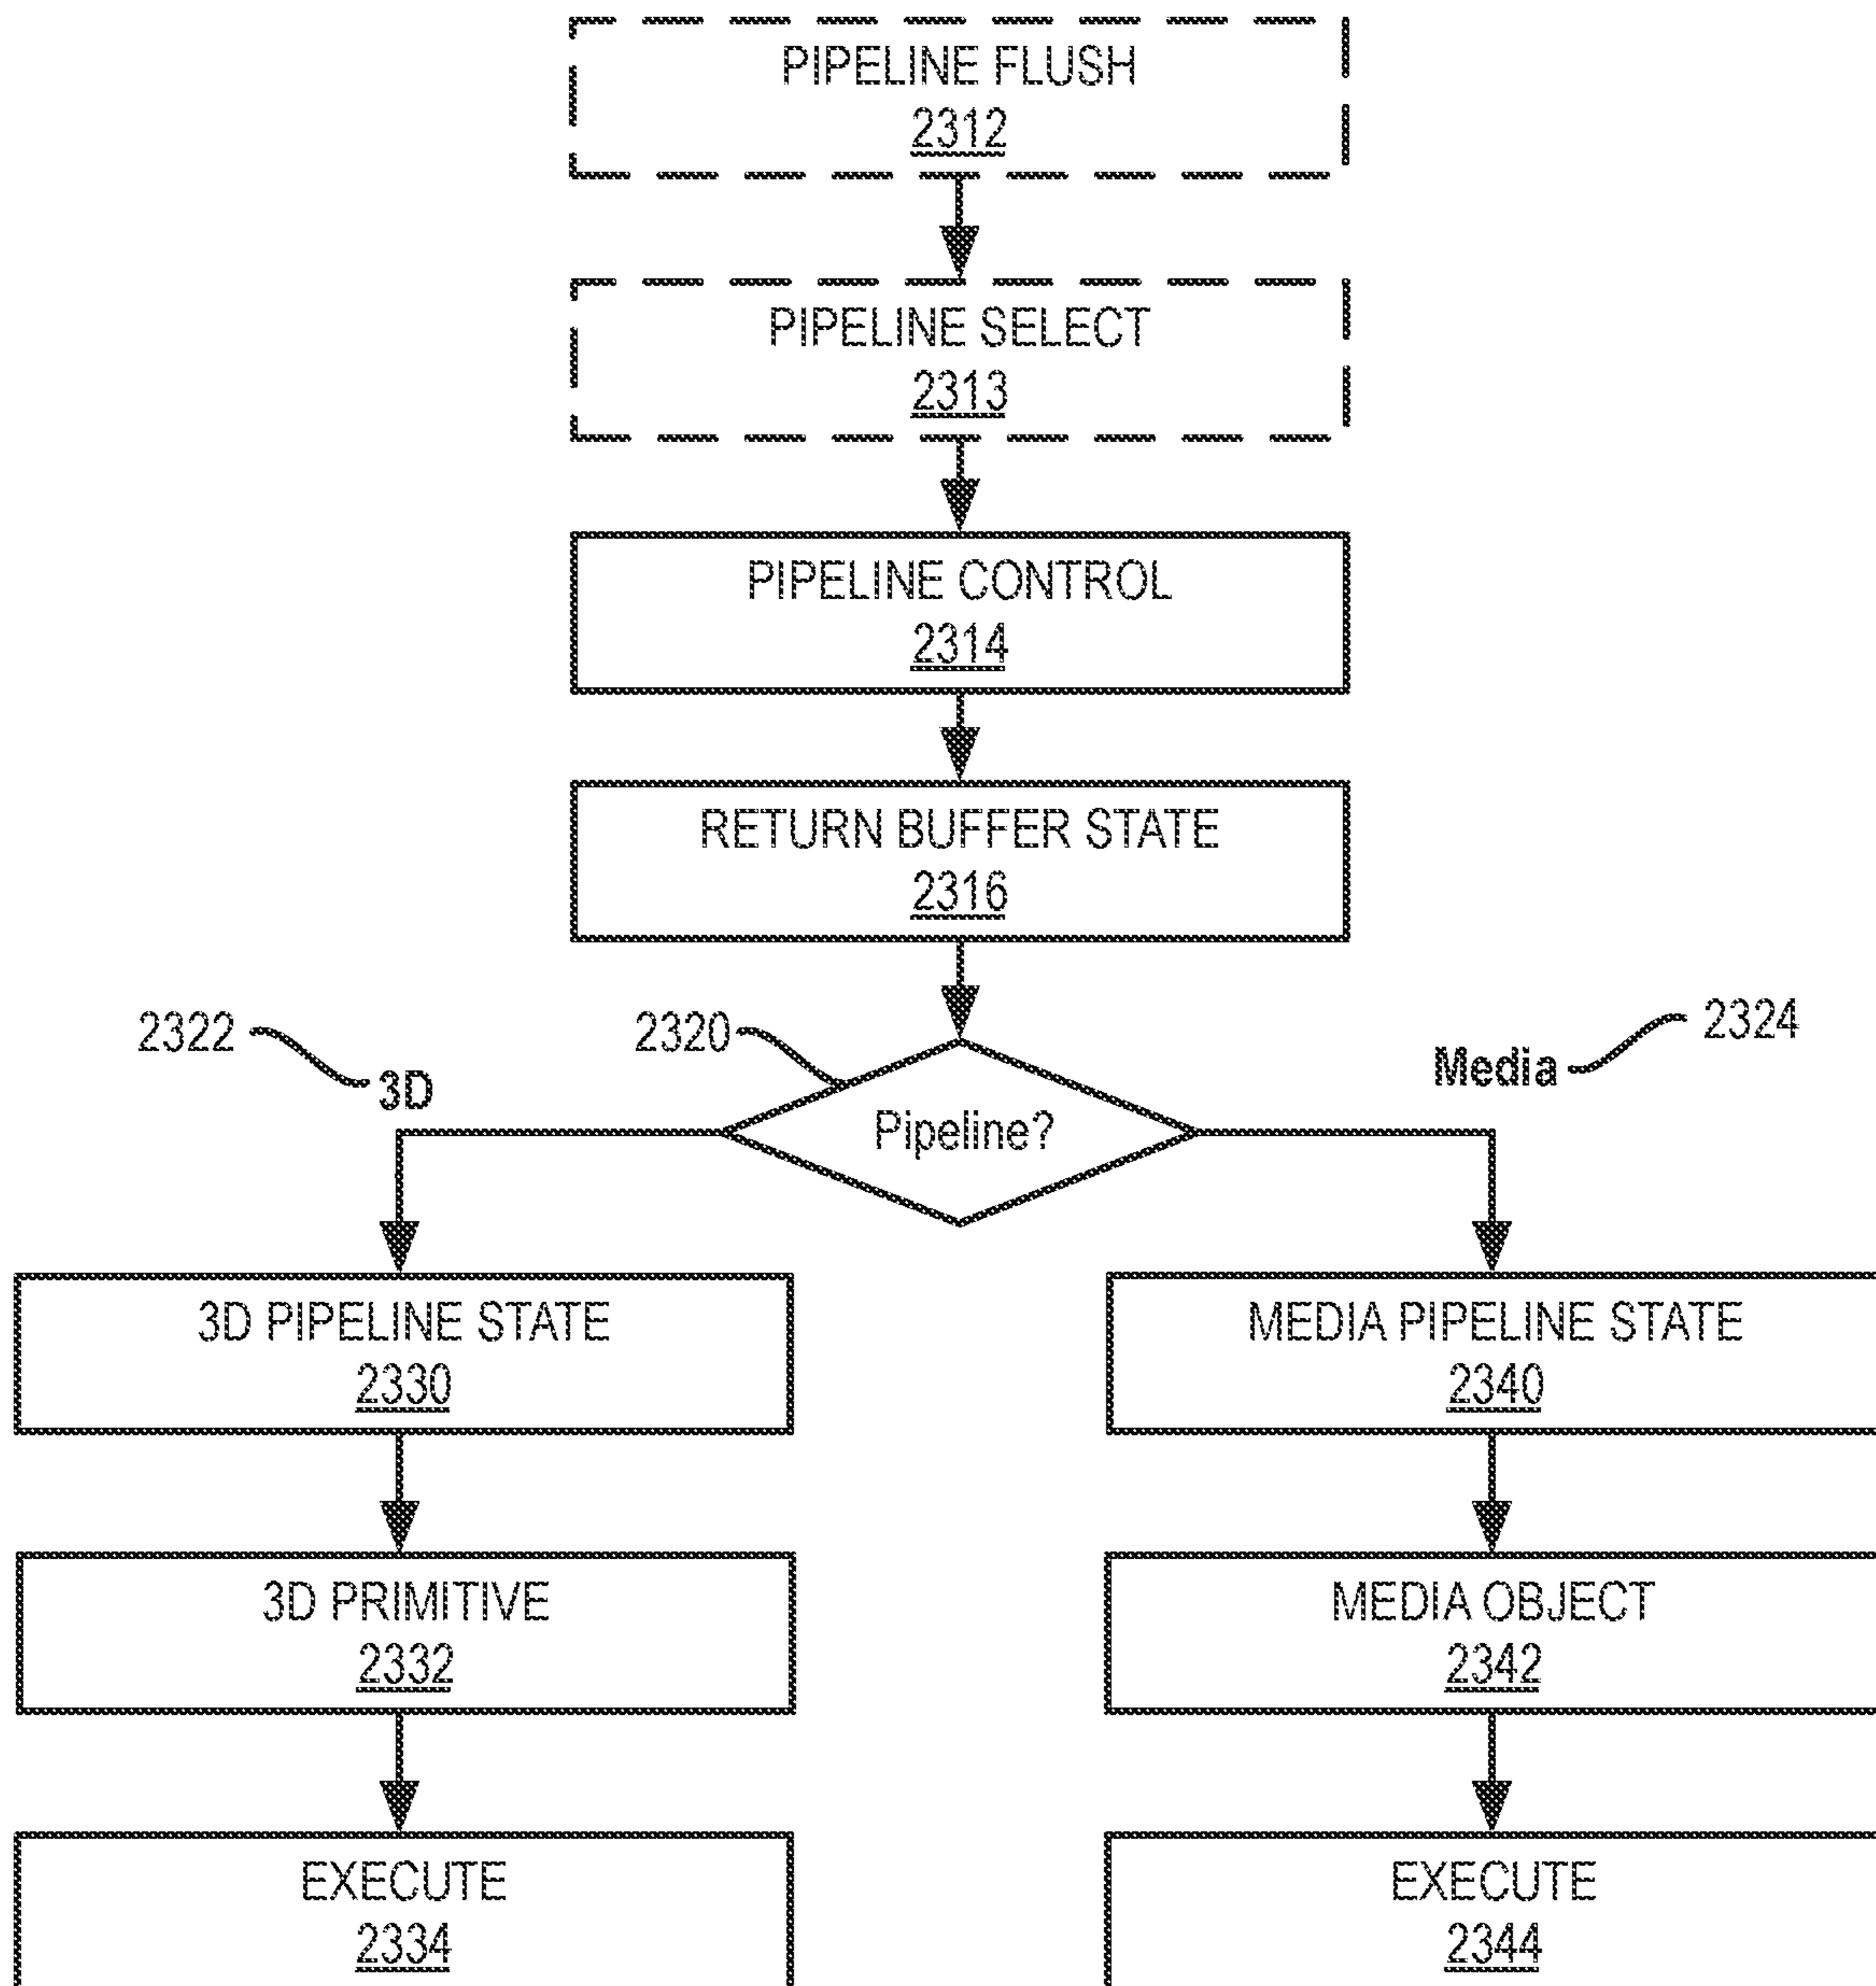 PIPELINE FLUSH
2312
PIPELINE SELECT
2313
PIPELINE CONTROL
2314
RETURN BUFFER STATE
2316
2322
3D
2320
Pipeline?
Media
2324
3D PIPELINE STATE
2330
MEDIA PIPELINE STATE
2340
3D PRIMITIVE
2332
MEDIA OBJECT
2342
EXECUTE
2334
EXECUTE
2344